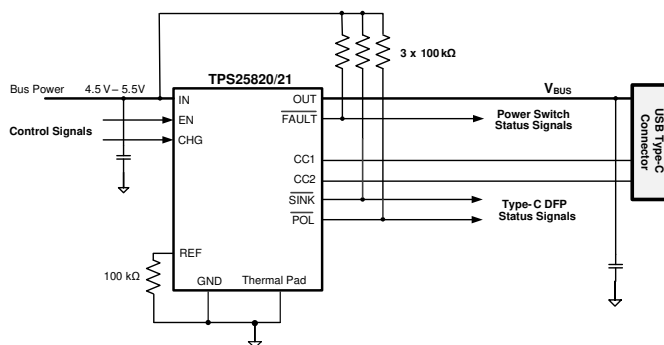 3 x 100 kΩ
TPS25820/21
Bus Power
4.5 V – 5.5V
IN
OUT
VBUS
Control Signals
EN
FAULT
Power Switch
Status Signals
CHG
CC1
CC2
USB Type-C
Connector
SINK
Type-C DFP
Status Signals
POL
REF
100 kΩ
GND
Thermal Pad